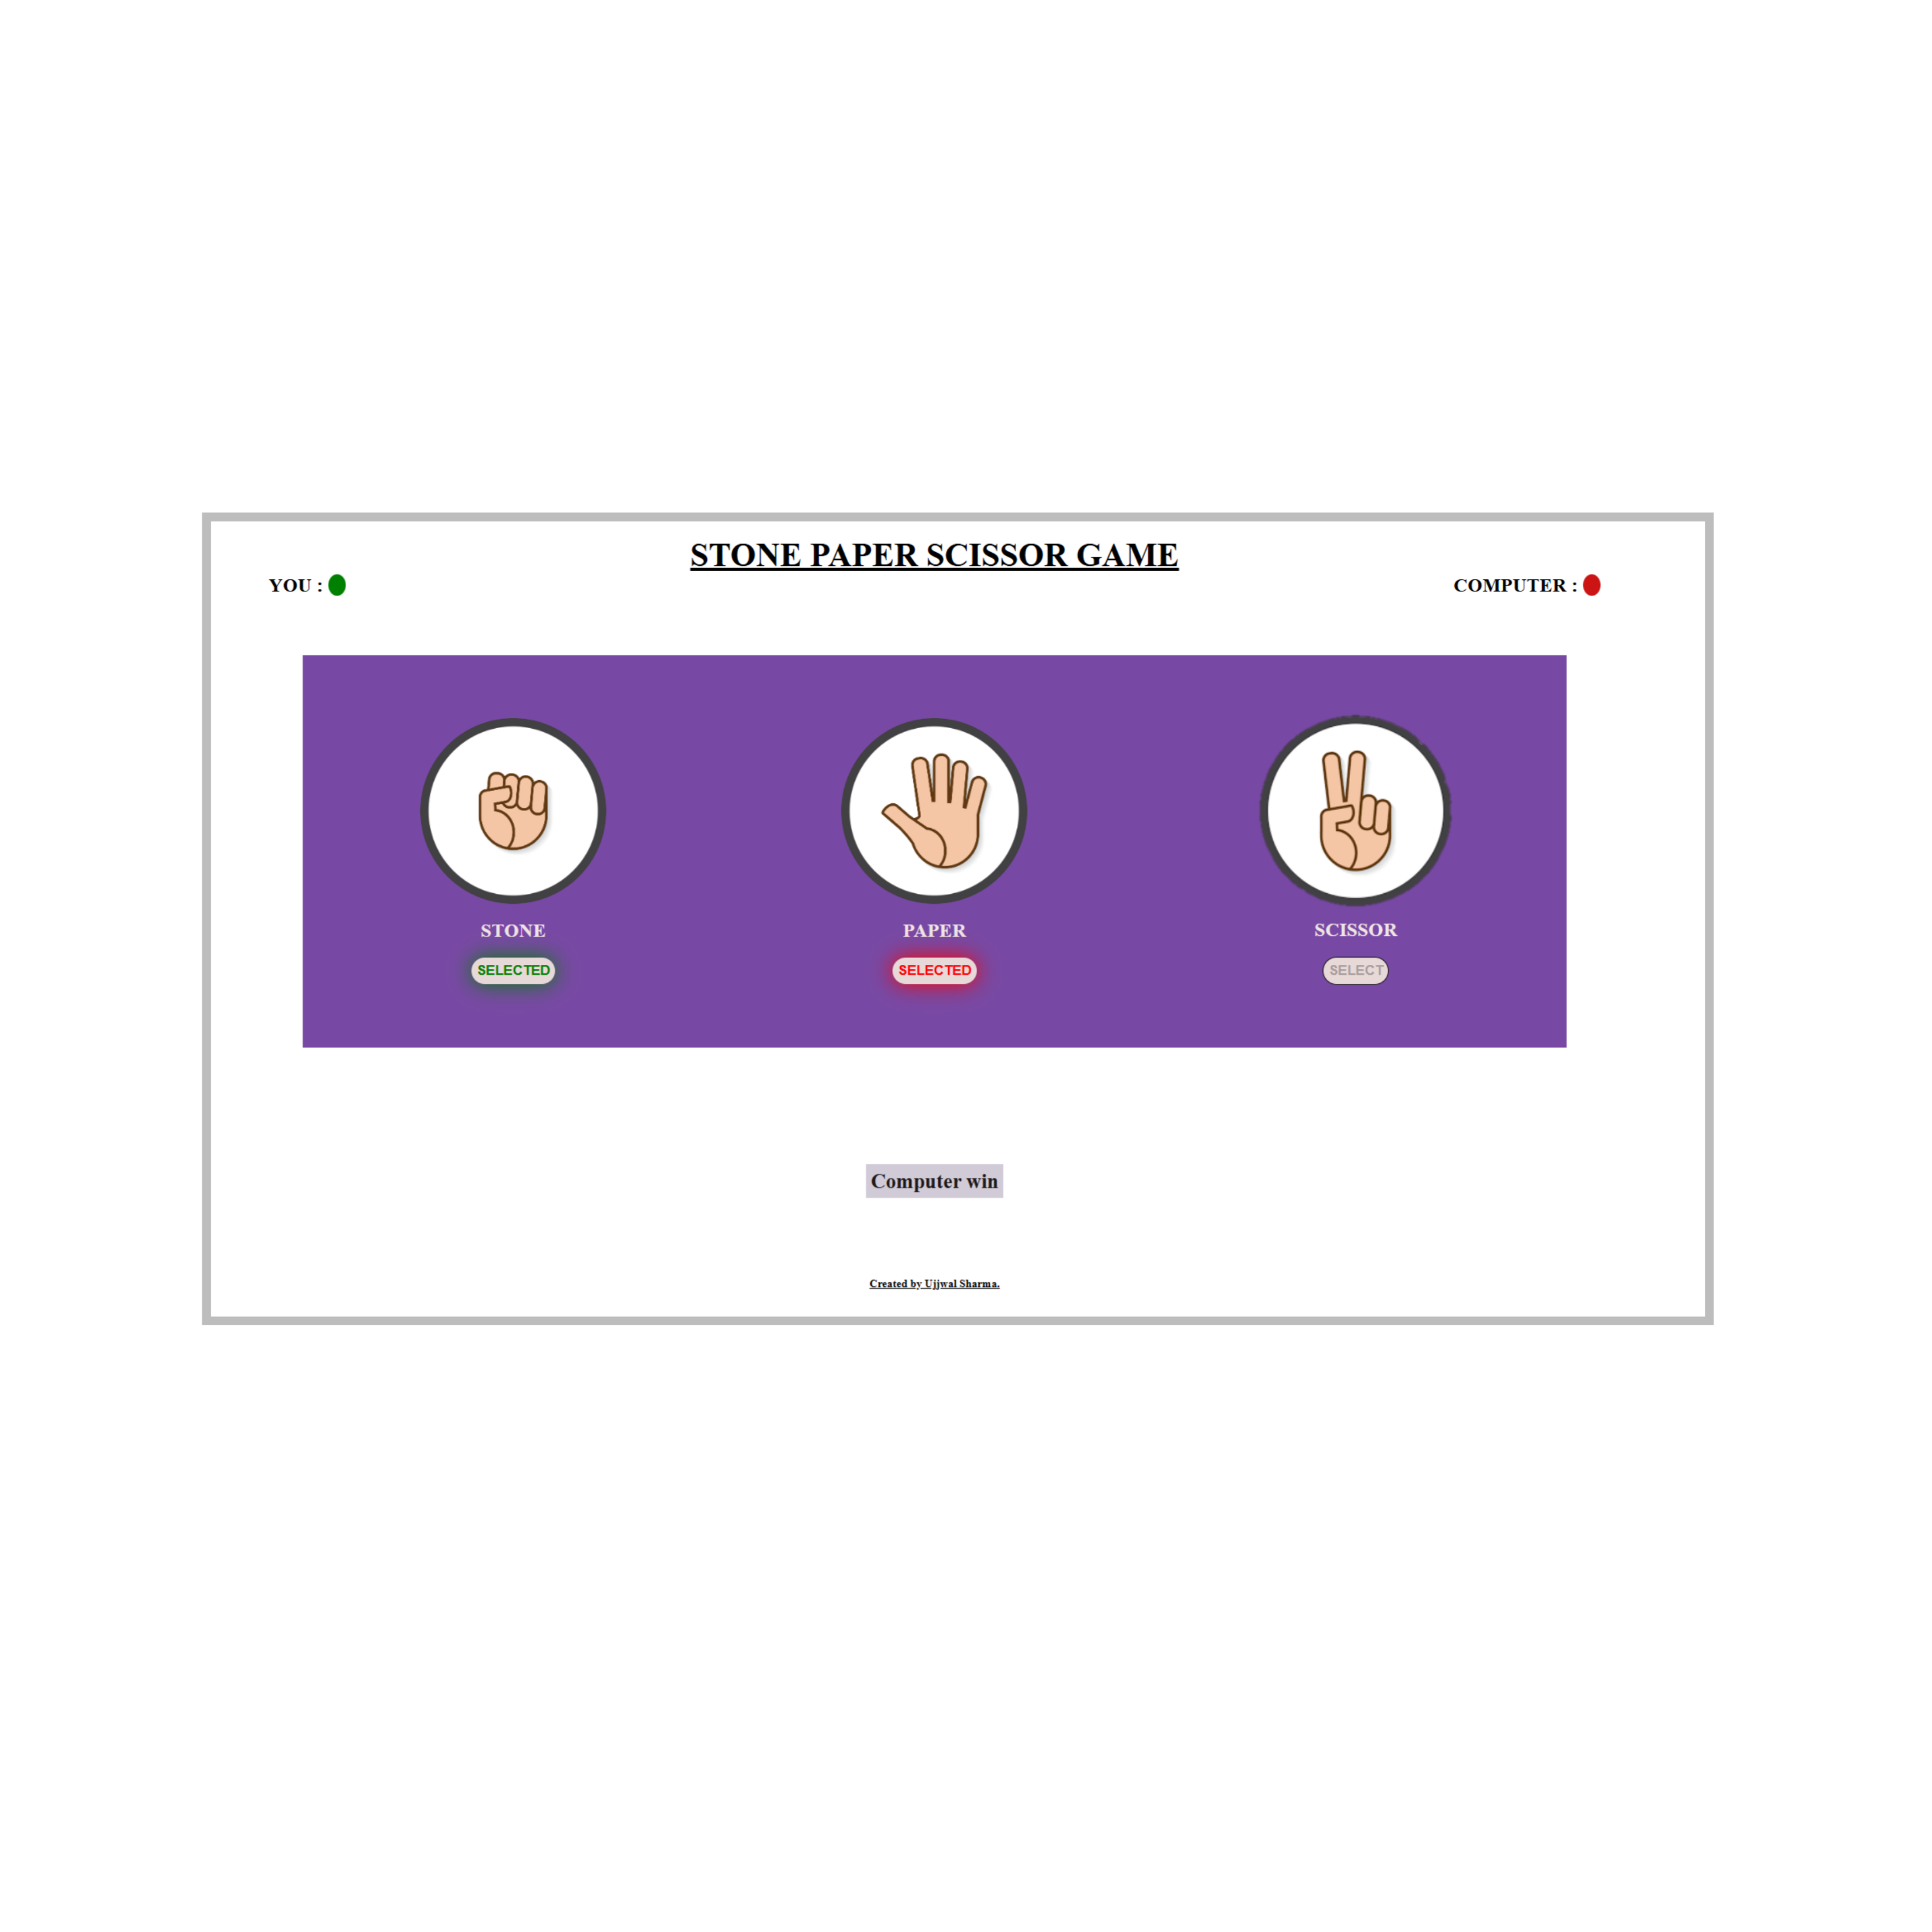 STONE PAPER SCISSOR GAME
YOU :
COMPUTER :
STONE
PAPER
SCISSOR
SELECTED
SELECTED
SELECT
Computer win
Created by Ujjwal Sharma.